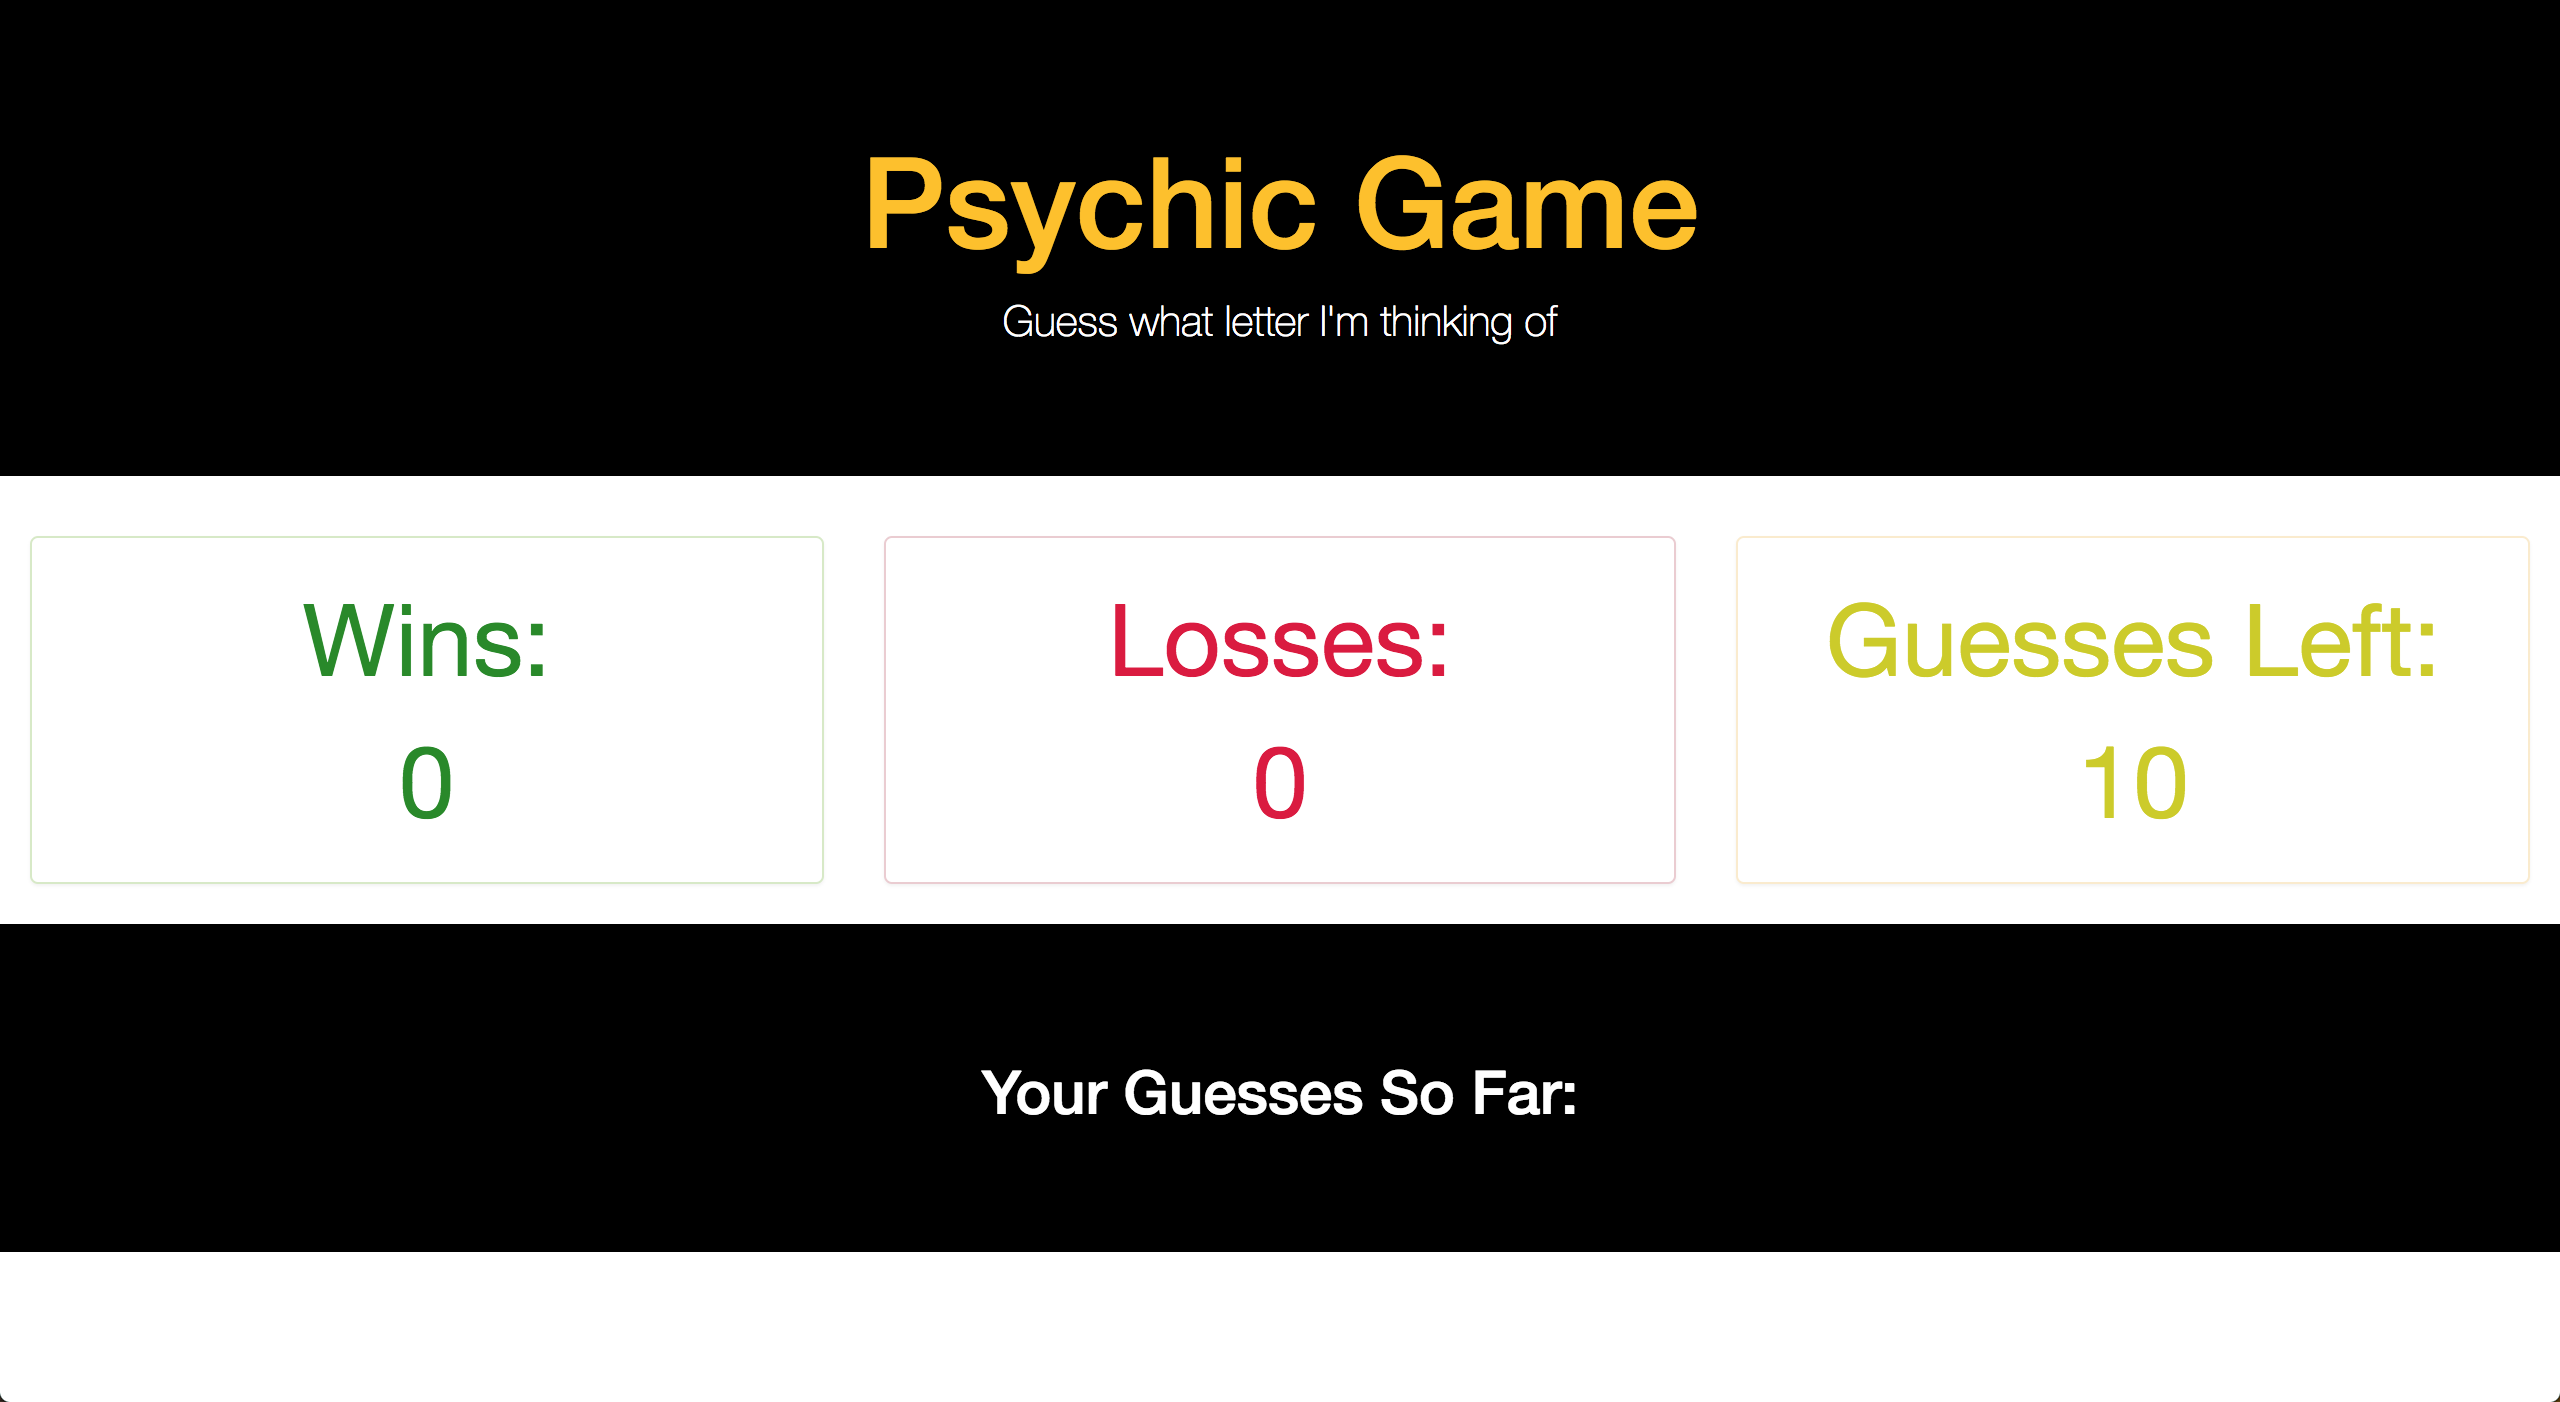 Psychic Game
Guess what letter I'm thinking of
Wins:
0
Losses:
0
Guesses Left:
10
Your Guesses So Far: